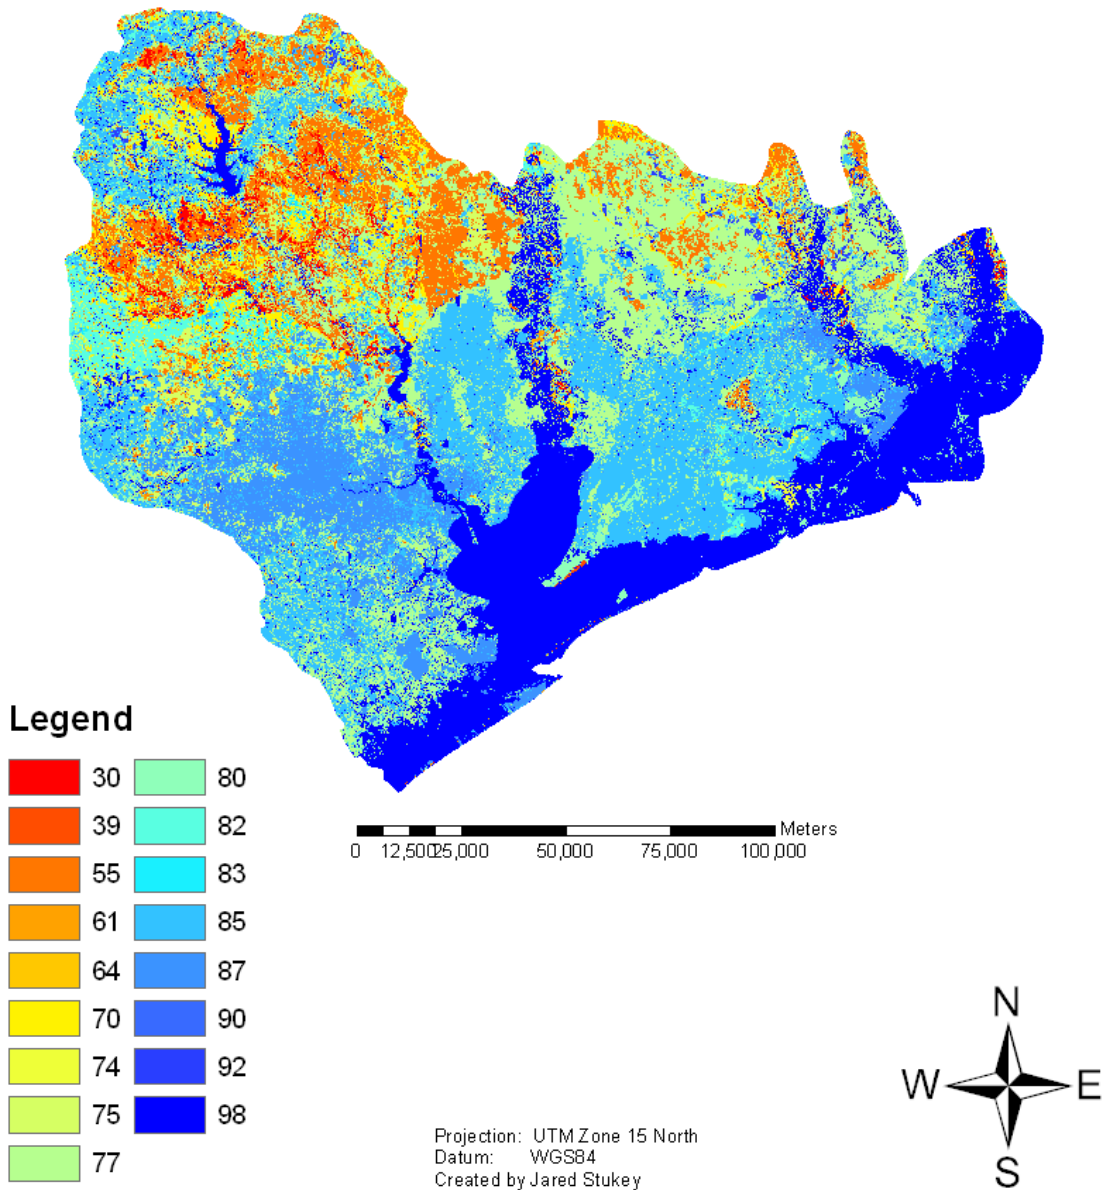 Legend
30 80
39 82
55 83
61 85
64 87
70 90
74 92
75 98
77
Meters
0 12,50025,000 50,000 75,000 100,000
N
W E
S
Projection: UTM Zone 15 North
Datum: WGS84
Created by Jared Stukey